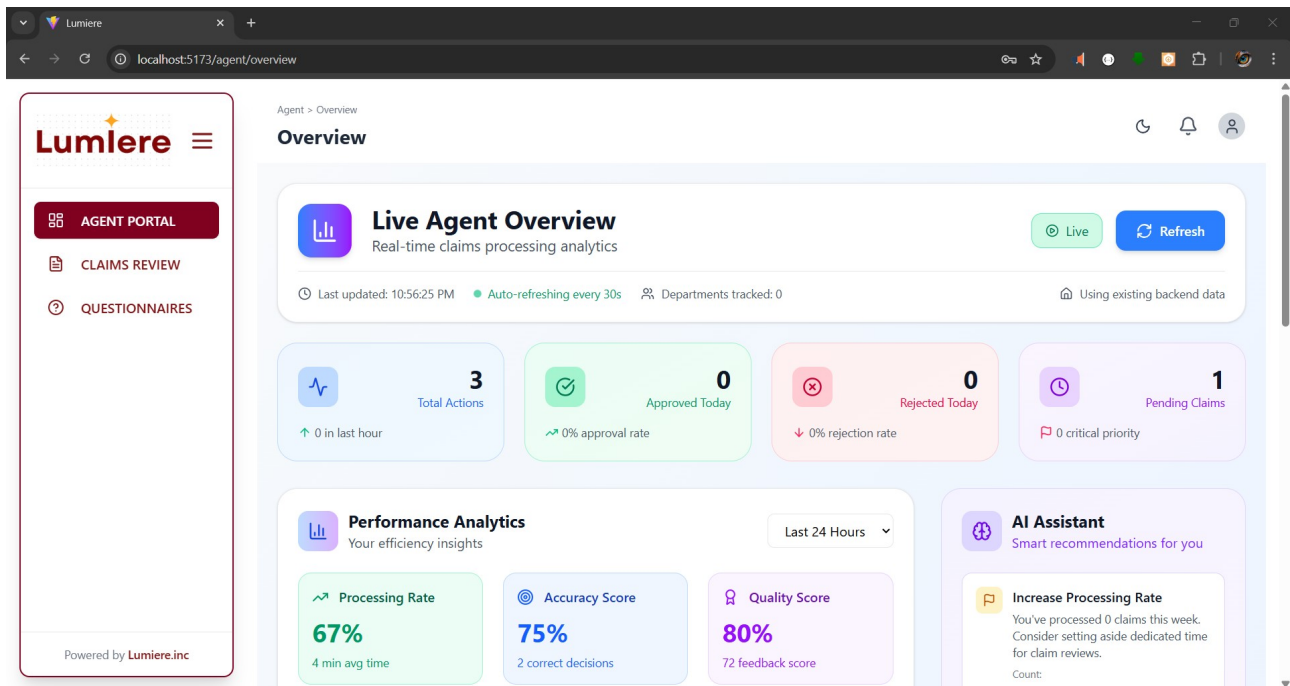 Lumiere
localhost:5173/agent/overview
Lumiere
AGENT PORTAL
CLAIMS REVIEW
QUESTIONNAIRES
Powered by Lumiere.inc
Agent > Overview
Overview
Live Agent Overview
Real-time claims processing analytics
Live
Refresh
Last updated: 10:56:25 PM
Auto-refreshing every 30s
Departments tracked: 0
Using existing backend data
3
Total Actions
0 in last hour
0
Approved Today
0% approval rate
0
Rejected Today
0% rejection rate
1
Pending Claims
0 critical priority
Performance Analytics
Your efficiency insights
Last 24 Hours
Processing Rate
67%
4 min avg time
Accuracy Score
75%
2 correct decisions
Quality Score
80%
72 feedback score
AI Assistant
Smart recommendations for you
Increase Processing Rate
You've processed 0 claims this week.
Consider setting aside dedicated time
for claim reviews.
Count: